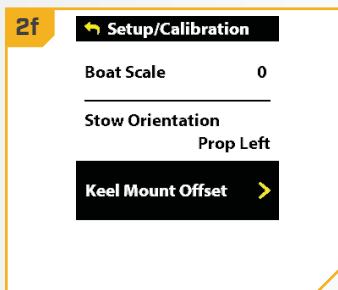 2f
Setup/Calibration
Boat Scale 0
Stow Orientation
Prop Left
Keel Mount Offset